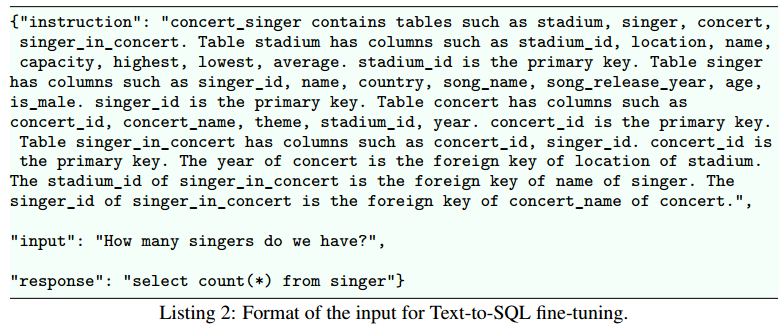 {"instruction": "concert_singer contains tables such as stadium, singer, concert,
singer_in_concert. Table stadium has columns such as stadium_id, location, name,
capacity, highest, lowest, average. stadium_id is the primary key. Table singer
has columns such as singer_id, name, country, song_name, song_release_year, age,
is_male. singer_id is the primary key. Table concert has columns such as
concert_id, concert_name, theme, stadium_id, year. concert_id is the primary key.
Table singer_in_concert has columns such as concert_id, singer_id. concert_id is
the primary key. The year of concert is the foreign key of location of stadium.
The stadium_id of singer_in_concert is the foreign key of name of singer. The
singer_id of singer_in_concert is the foreign key of concert_name of concert.",
"input": "How many singers do we have?",
"response": "select count(*) from singer"}
Listing 2: Format of the input for Text-to-SQL fine-tuning.